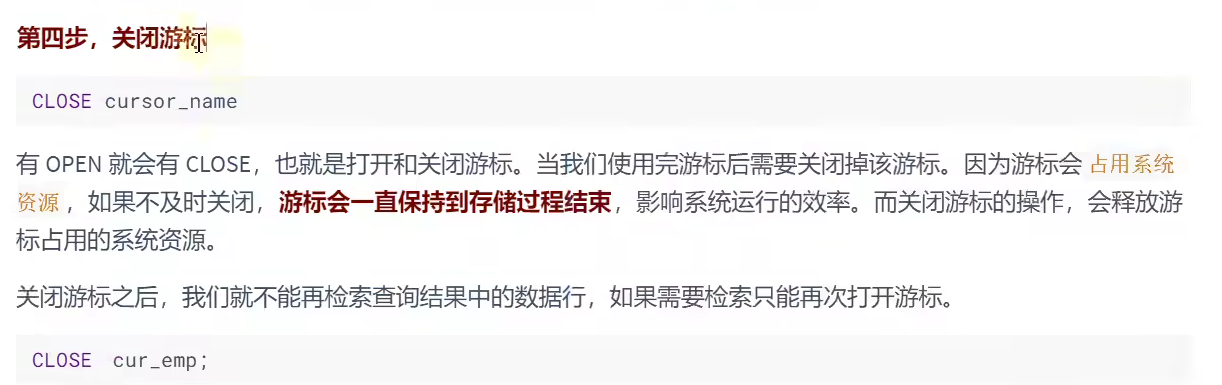 第四步，关闭游标
CLOSE cursor_name
有 OPEN 就会有 CLOSE，也就是打开和关闭游标。当我们使用完游标后需要关闭掉该游标。因为游标会 占用系统
资源 ，如果不及时关闭，游标会一直保持到存储过程结束，影响系统运行的效率。而关闭游标的操作，会释放游
标占用的系统资源。
关闭游标之后，我们就不能再检索查询结果中的数据行，如果需要检索只能再次打开游标。
CLOSE cur_emp;